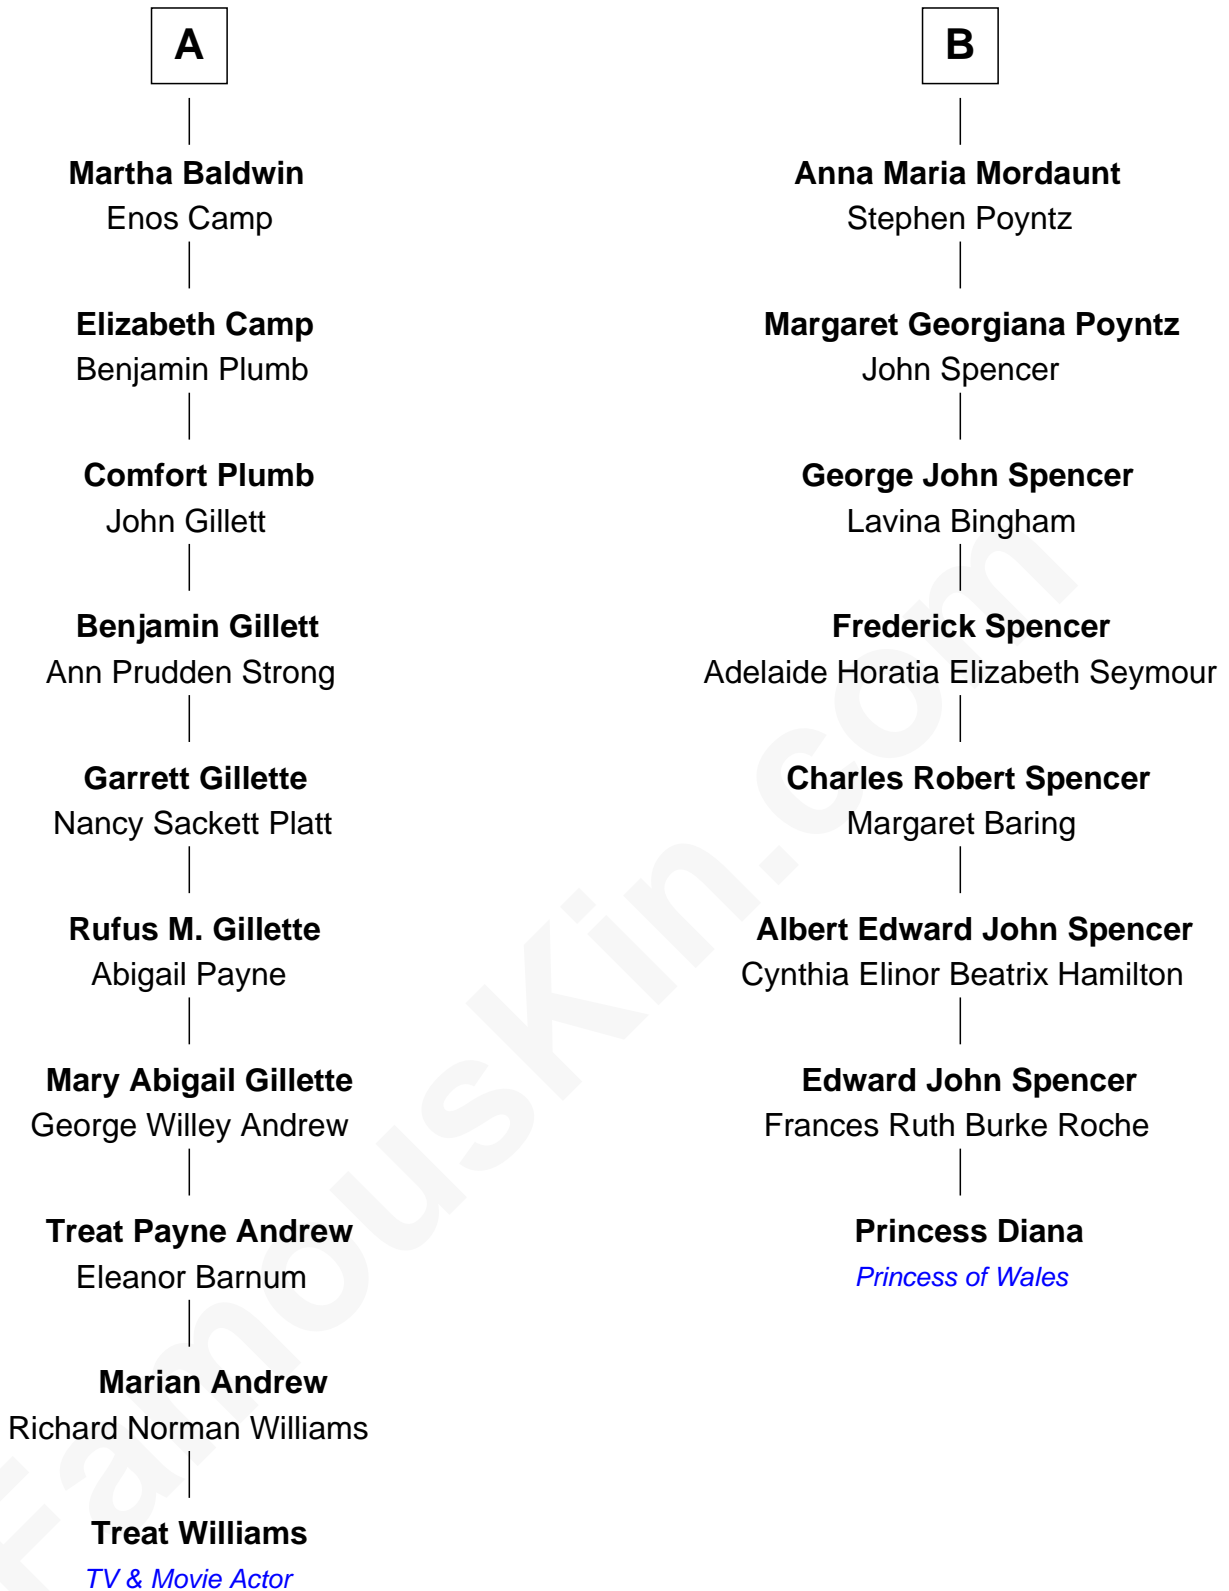 A
Martha Baldwin
Enos Camp
Elizabeth Camp
Benjamin Plumb
Comfort Plumb
John Gillett
Benjamin Gillett
Ann Prudden Strong
Garrett Gillette
Nancy Sackett Platt
Rufus M. Gillette
Abigail Payne
Mary Abigail Gillette
George Willey Andrew
Treat Payne Andrew
Eleanor Barnum
Marian Andrew
Richard Norman Williams
Treat Williams
TV & Movie Actor
B
Anna Maria Mordaunt
Stephen Poyntz
Margaret Georgiana Poyntz
John Spencer
George John Spencer
Lavina Bingham
Frederick Spencer
Adelaide Horatia Elizabeth Seymour
Charles Robert Spencer
Margaret Baring
Albert Edward John Spencer
Cynthia Elinor Beatrix Hamilton
Edward John Spencer
Frances Ruth Burke Roche
Princess Diana
Princess of Wales
FamousKin.com